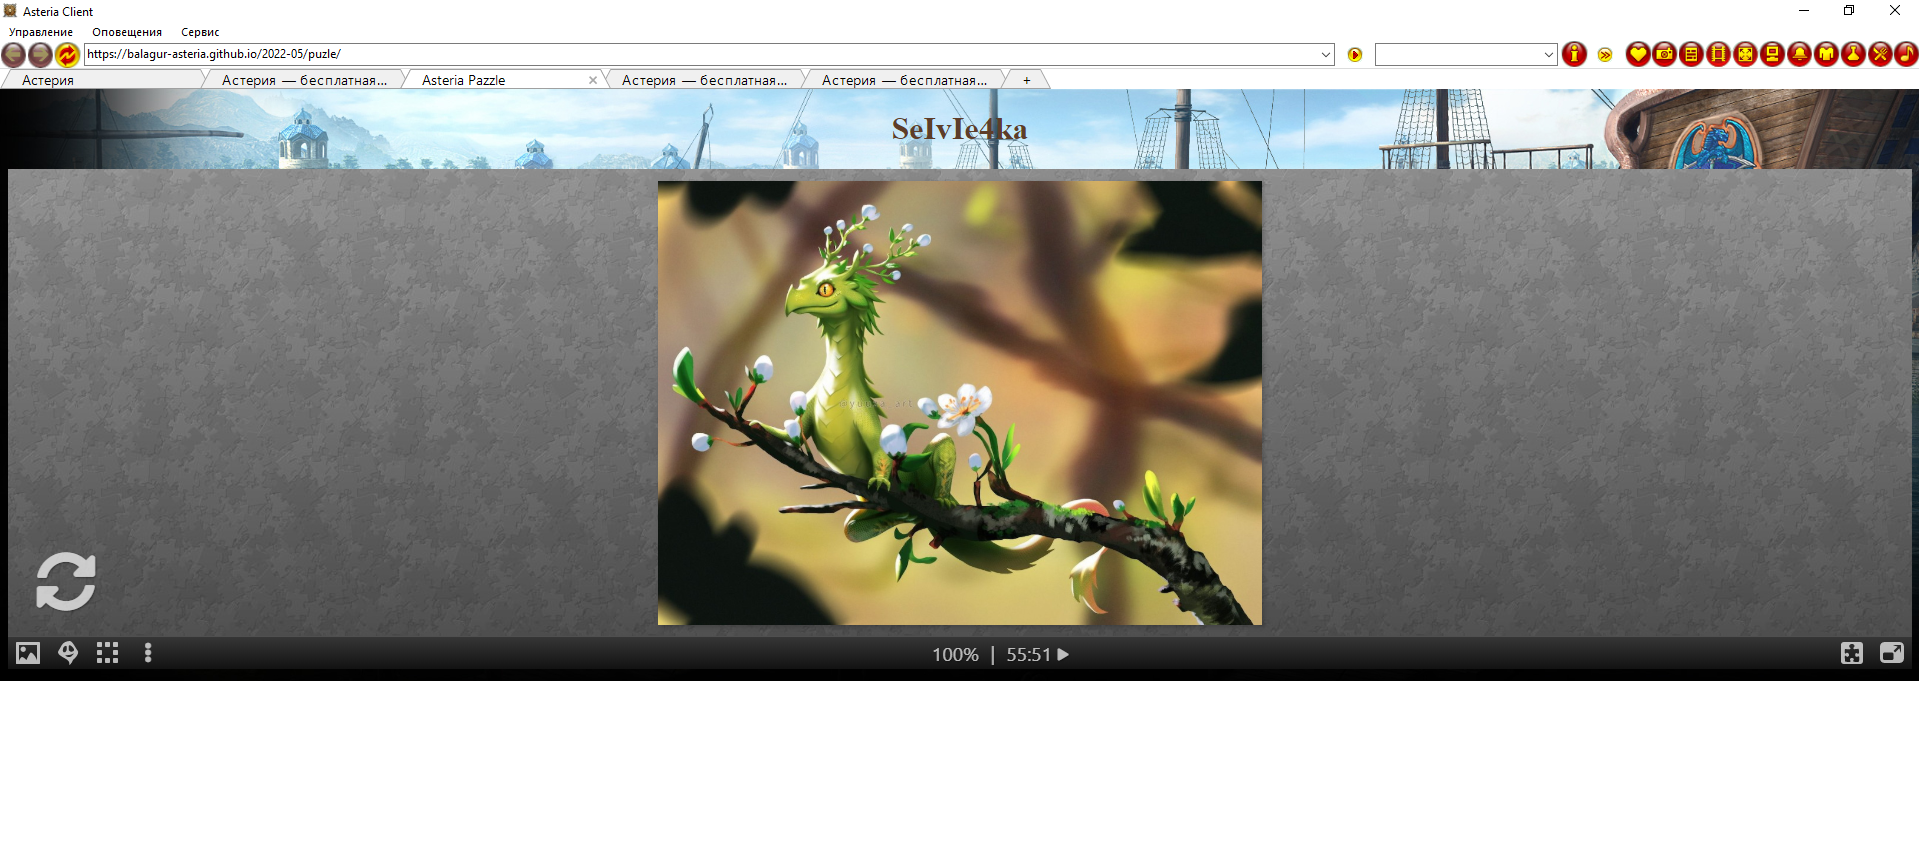 Asteria Client
Управление Оповещения Сервис
https://balagur-asteria.github.io/2022-05/puzle/
Астерия Астерия — бесплатная... Asteria Pazzle Астерия — бесплатная... Астерия — бесплатная... +
SeIvIe4ka
100% | 55:51